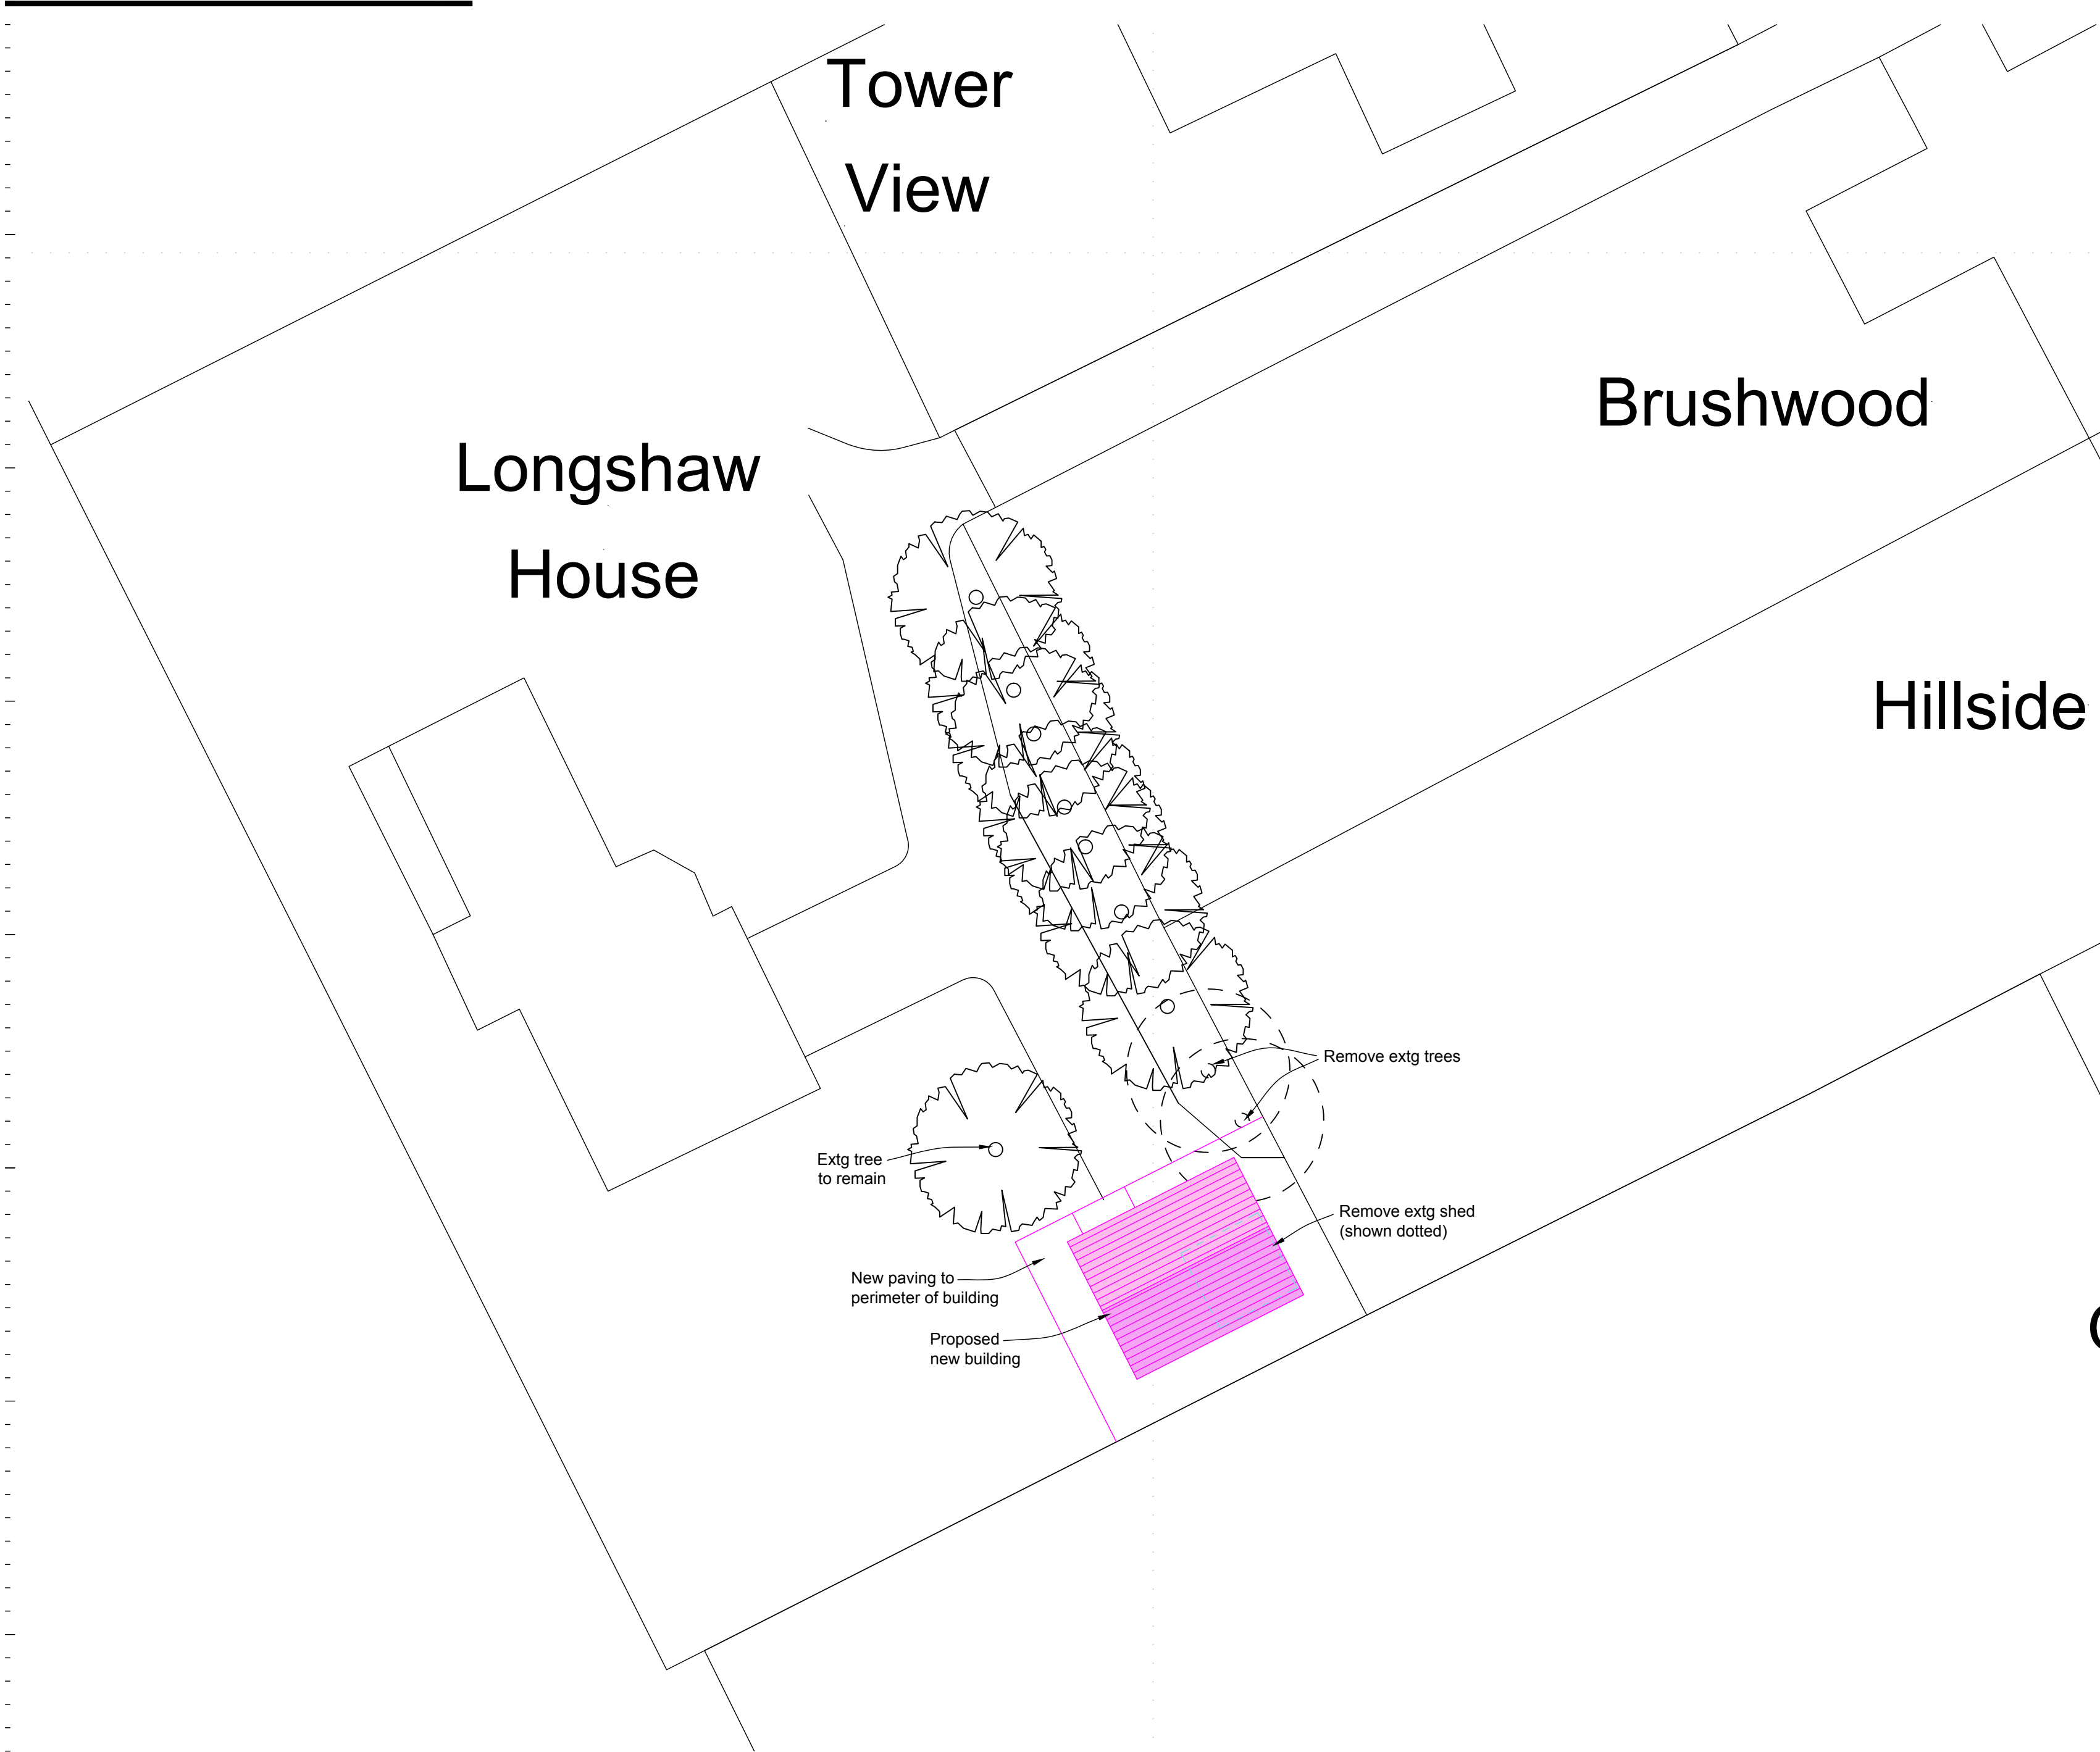 Tower
View
Brushwood
Longshaw
House
Hillside
Remove extg trees
Extg tree
to remain
Remove extg shed
(shown dotted)
New paving to
perimeter of building
Proposed
new building